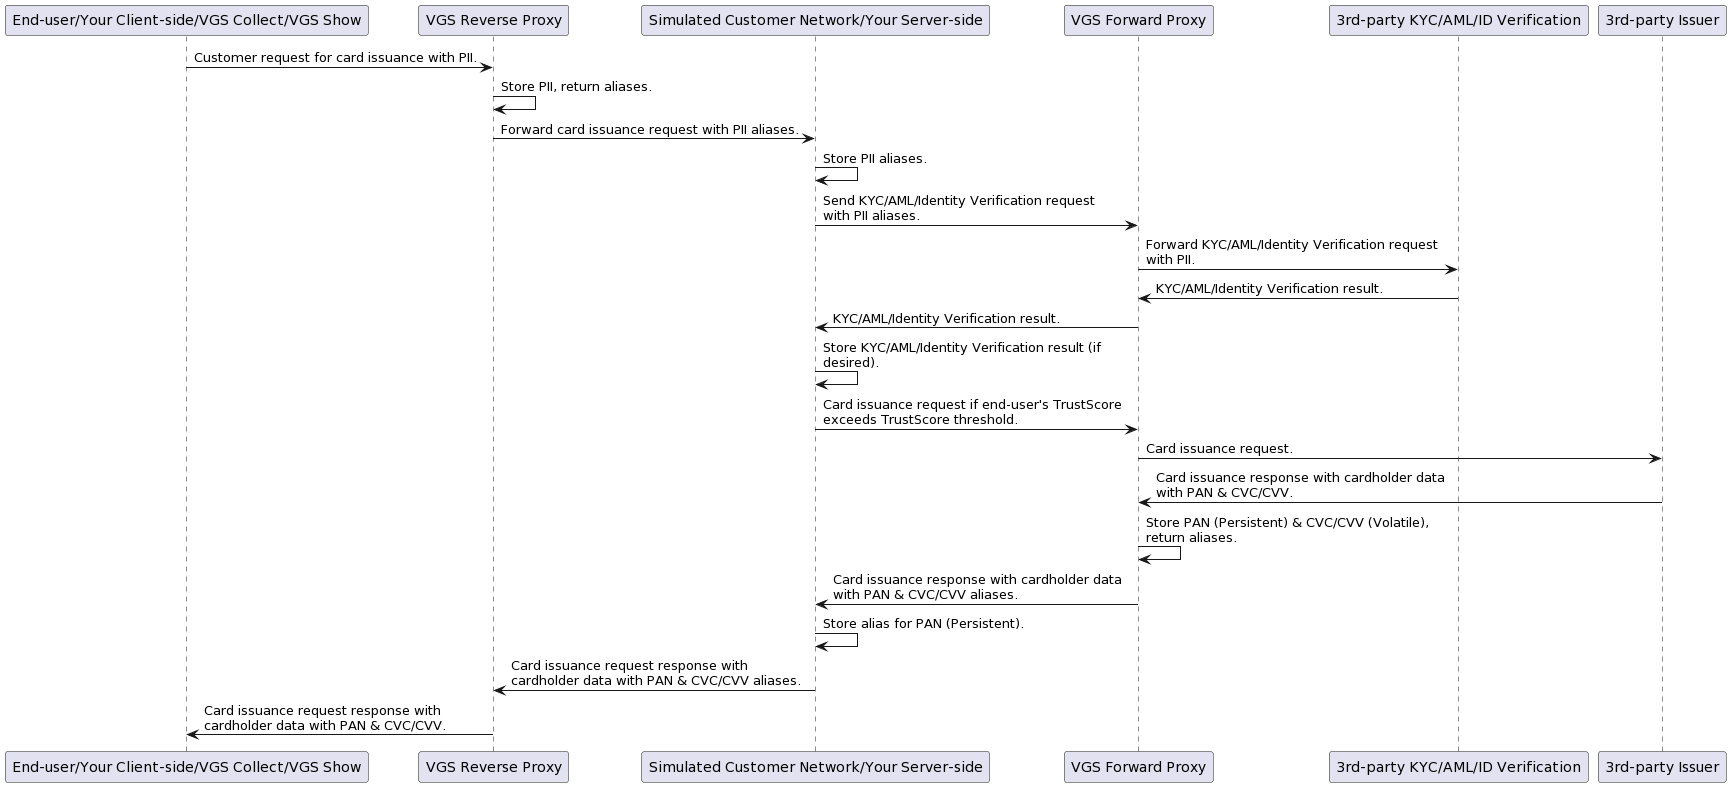 End-user/Your Client-side/VGS Collect/VGS Show
VGS Reverse Proxy
Simulated Customer Network/Your Server-side
VGS Forward Proxy
3rd-party KYC/AML/ID Verification
3rd-party Issuer
Customer request for card issuance with PII.
Store PII, return aliases.
Forward card issuance request with PII aliases.
Store PII aliases.
Send KYC/AML/Identity Verification request
with PII aliases.
Forward KYC/AML/Identity Verification request
with PII.
KYC/AML/Identity Verification result.
KYC/AML/Identity Verification result.
Store KYC/AML/Identity Verification result (if
desired).
Card issuance request if end-user's TrustScore
exceeds TrustScore threshold.
Card issuance request.
Card issuance response with cardholder data
with PAN & CVC/CVV.
Store PAN (Persistent) & CVC/CVV (Volatile),
return aliases.
Card issuance response with cardholder data
with PAN & CVC/CVV aliases.
Store alias for PAN (Persistent).
Card issuance request response with
cardholder data with PAN & CVC/CVV aliases.
Card issuance request response with
cardholder data with PAN & CVC/CVV.
End-user/Your Client-side/VGS Collect/VGS Show
VGS Reverse Proxy
Simulated Customer Network/Your Server-side
VGS Forward Proxy
3rd-party KYC/AML/ID Verification
3rd-party Issuer